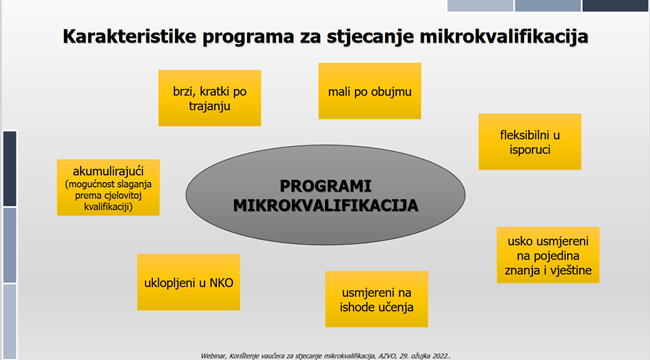 Karakteristike programa za stjecanje mikrokvalifikacija
brzi, kratki po
trajanju
mali po obujmu
fleksibilni u
isporuci
akumulirajući
(mogućnost slaganja
prema cjelovitoj
kvalifikaciji)
PROGRAMI
MIKROKVALIFIKACIJA
usko usmjereni
na pojedina
znanja i vještine
uklopljeni u NKO
usmjereni na
ishode učenja
Webinar, Korištenje vaučera za stjecanje mikrokvalifikacija, AZVO, 29. ožujka 2022..